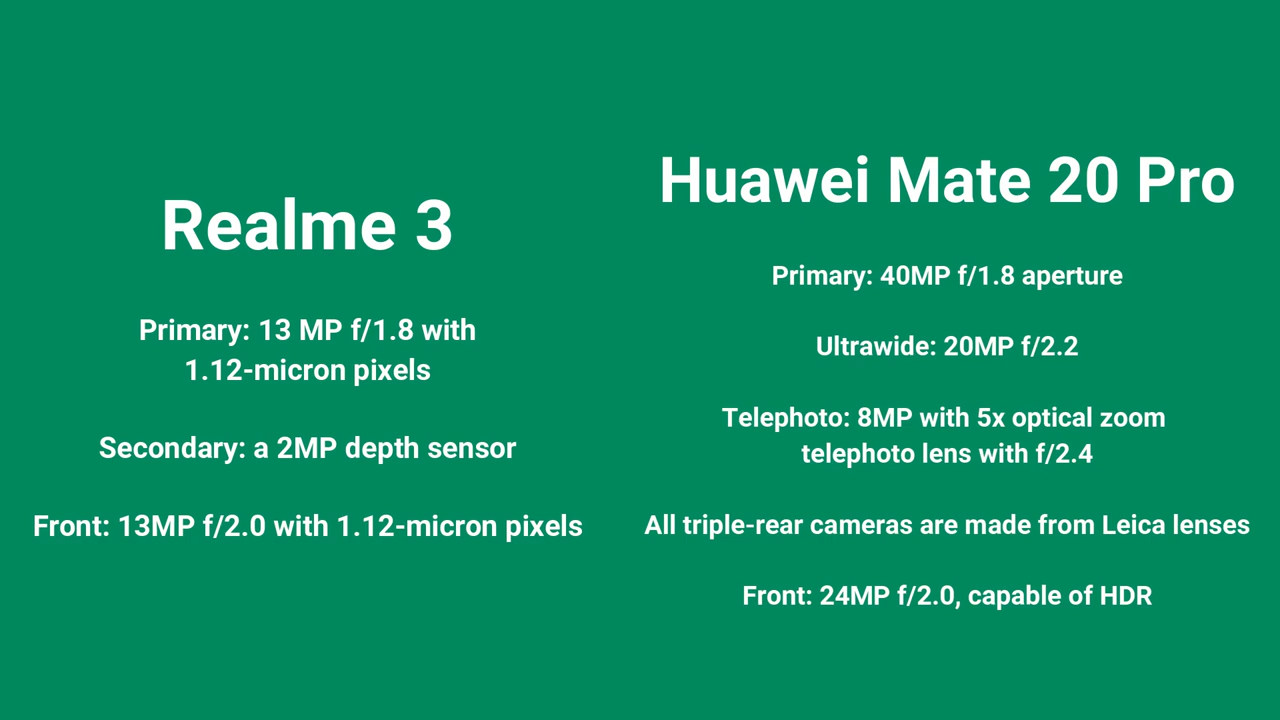 Realme 3
Primary: 13 MP f/1.8 with
1.12-micron pixels
Secondary: a 2MP depth sensor
Front: 13MP f/2.0 with 1.12-micron pixels
Huawei Mate 20 Pro
Primary: 40MP f/1.8 aperture
Ultrawide: 20MP f/2.2
Telephoto: 8MP with 5x optical zoom
telephoto lens with f/2.4
All triple-rear cameras are made from Leica lenses
Front: 24MP f/2.0, capable of HDR